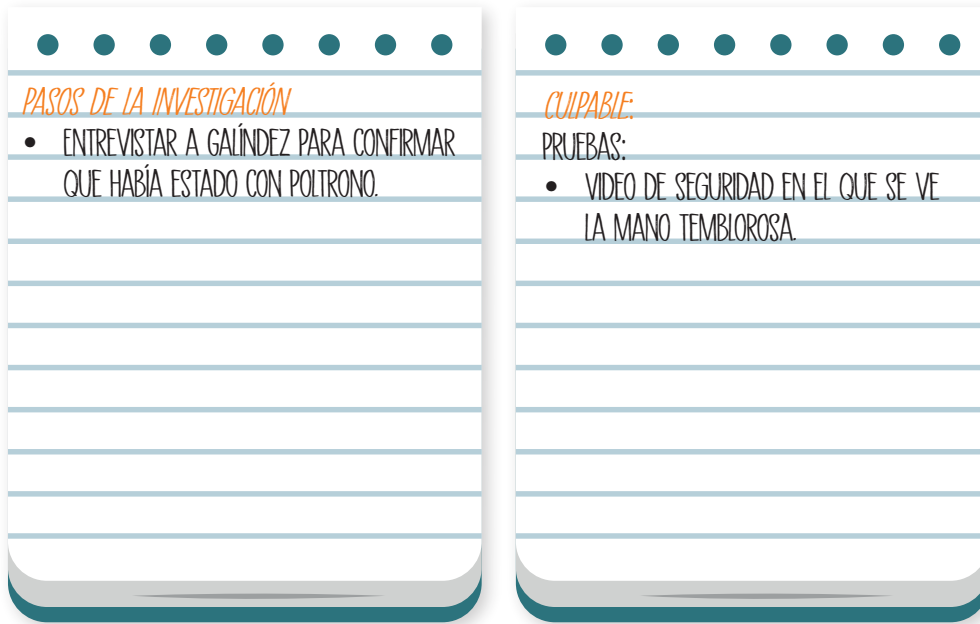 PASOS DE LA INVESTIGACIÓN
• ENTREVISTAR A GALÍNDEZ PARA CONFIRMAR
QUE HABÍA ESTADO CON POLTRONO.
CULPABLE:
PRUEBAS:
• VIDEO DE SEGURIDAD EN EL QUE SE VE
LA MANO TEMBLOROSA.